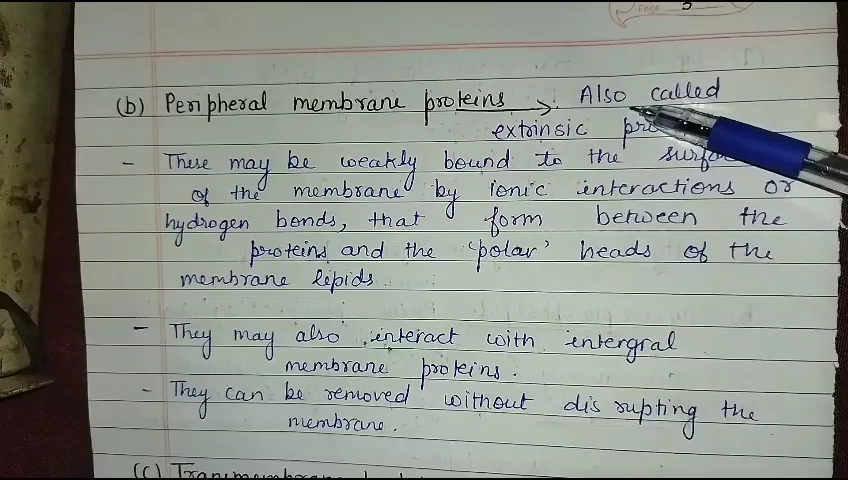 Page 3
(b) Peripheral membrane proteins → Also called
extrinsic
- These may be weakly bound to the
of the membrane by ionic interactions or
hydrogen bonds, that form between the
proteins and the 'polar' heads of the
membrane lipids.
- They may also interact with intergral
membrane proteins.
- They can be removed without disrupting the
membrane.
(c)